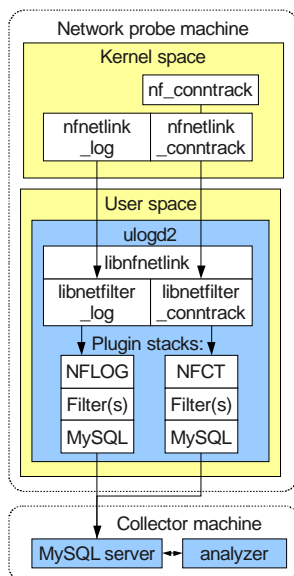 Network probe machine
Kernel space
nf_conntrack
nfnetlink nfnetlink
_log _conntrack
User space
ulogd2
libnfnetlink
libnetfilter libnetfilter
_log _conntrack
Plugin stacks:
NFLOG NFCT
Filter(s) Filter(s)
MySQL MySQL
Collector machine
MySQL server analyzer